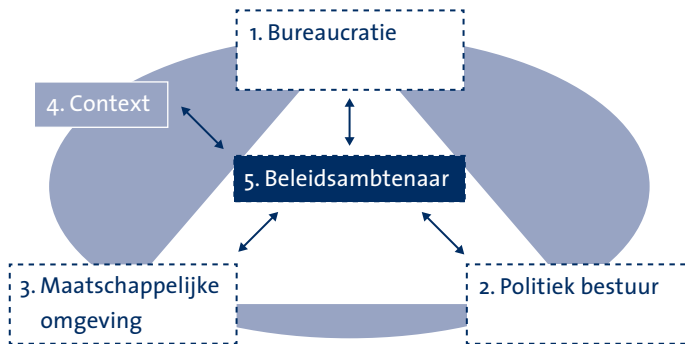 1. Bureaucratie
4. Context
5. Beleidsambtenaar
3. Maatschappelijke
omgeving
2. Politiek bestuur